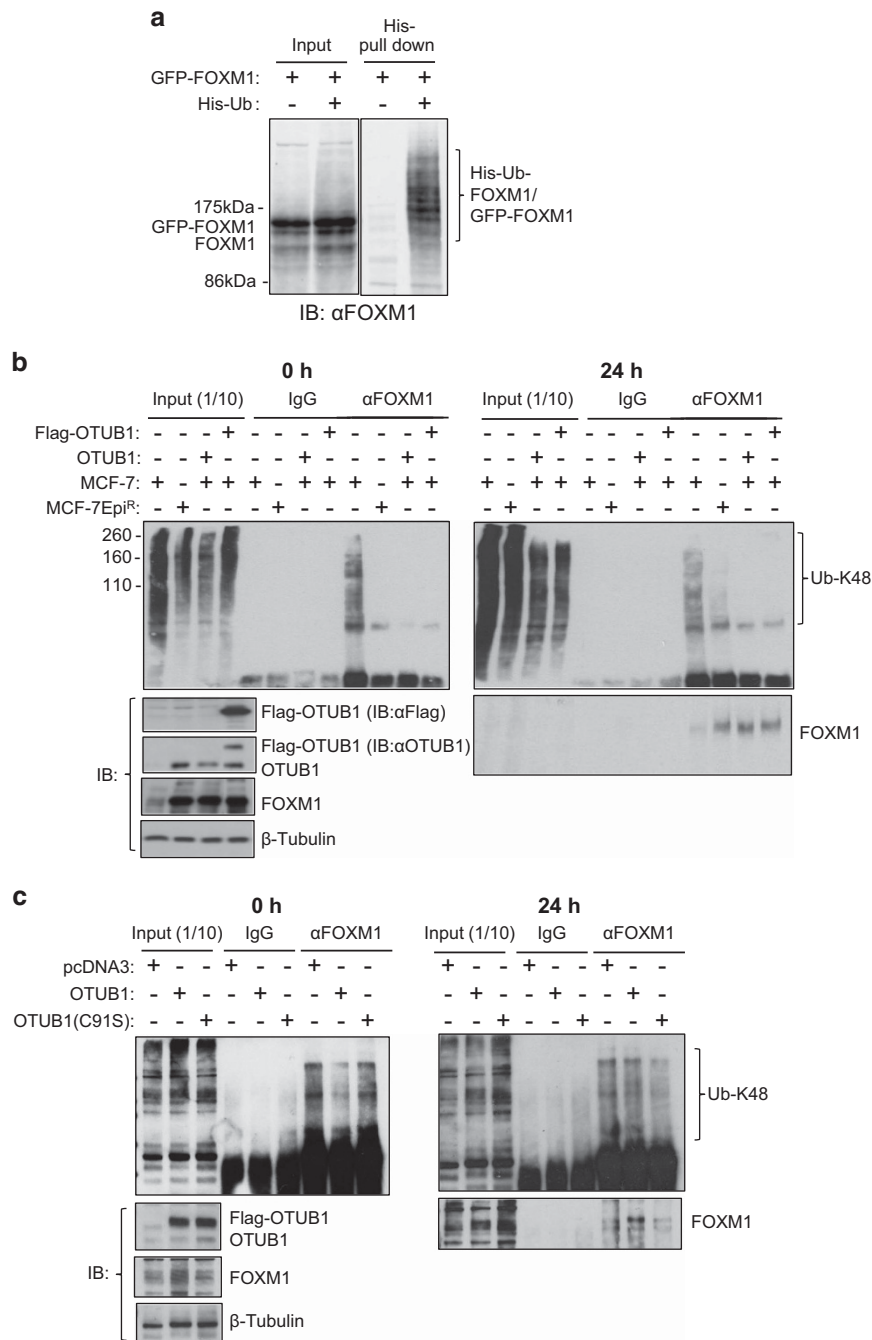 a
Input
His-
pull down
GFP-FOXM1: + + + +
His-Ub: - + - +
175kDa -
GFP-FOXM1
FOXM1
86kDa -
His-Ub-
FOXM1/
GFP-FOXM1
IB: αFOXM1
b
0 h
24 h
Input (1/10) IgG αFOXM1
Input (1/10) IgG αFOXM1
Flag-OTUB1: - - - + - - - + - - - + - - - + - - - + - - - +
OTUB1: - - + - - - + - - - + - - - + - - - + - - - + -
MCF-7: + - + + + - + + + - + + + - + + + - + + + - + +
MCF-7Epiᴿ: - + - - - + - - - + - - - + - - - + - - - + - -
260 -
160 -
110 -
Ub-K48
Flag-OTUB1 (IB:αFlag)
Flag-OTUB1 (IB:αOTUB1)
OTUB1
IB:
FOXM1
β-Tubulin
FOXM1
c
0 h
24 h
Input (1/10) IgG αFOXM1
Input (1/10) IgG αFOXM1
pcDNA3: + - - + - - + - - + - - + - - + - -
OTUB1: - + - - + - - + - - + - - + - - + -
OTUB1(C91S): - - + - - + - - + - - + - - + - - +
Ub-K48
Flag-OTUB1
OTUB1
IB:
FOXM1
β-Tubulin
FOXM1